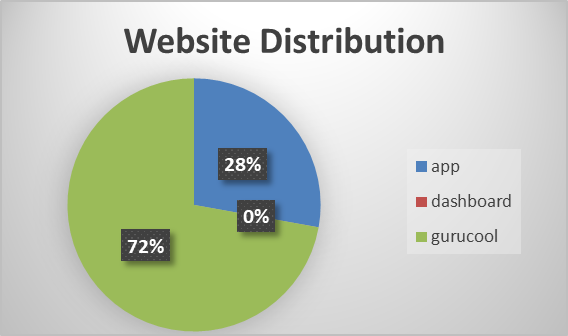 Website Distribution
28%
0%
72%
app
dashboard
gurucool